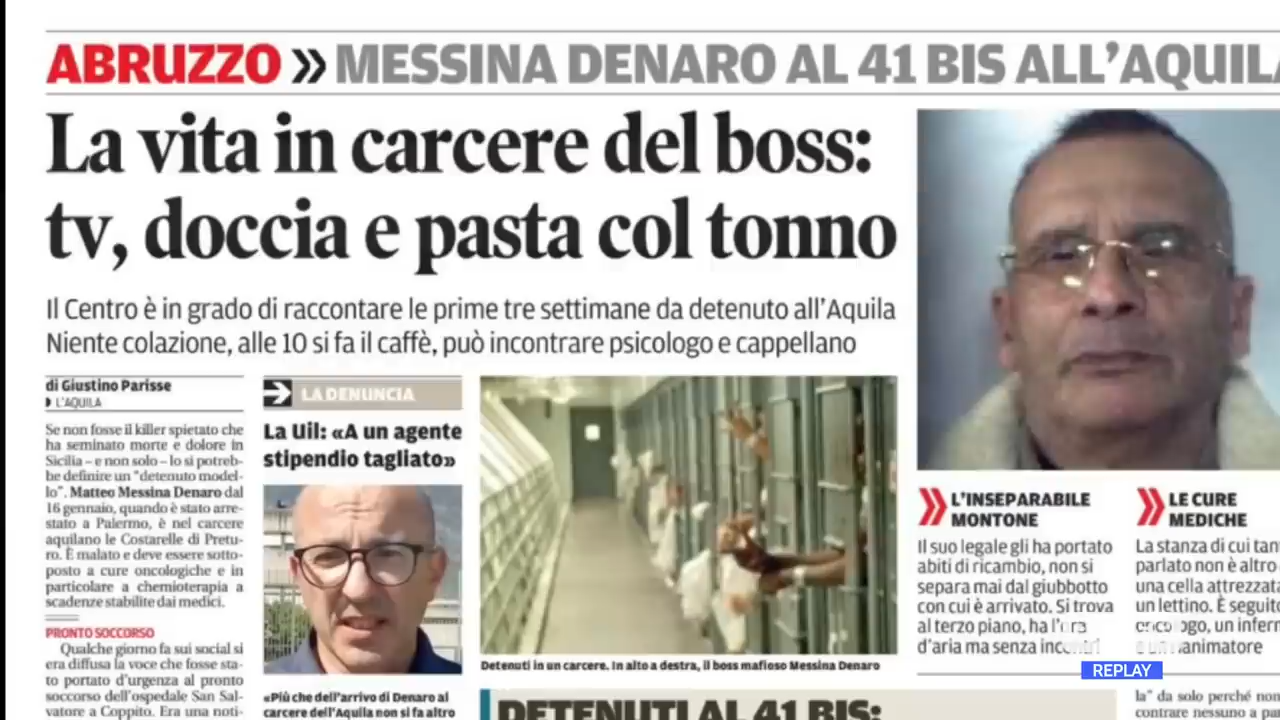 ABRUZZO » MESSINA DENARO AL 41 BIS ALL'AQUILA
La vita in carcere del boss:
tv, doccia e pasta col tonno
Il Centro è in grado di raccontare le prime tre settimane da detenuto all'Aquila
Niente colazione, alle 10 si fa il caffè, può incontrare psicologo e cappellano
di Giustino Parisse
L'AQUILA
Se non fosse il killer spietato che
ha seminato morte e dolore in
Sicilia – e non solo – lo si potreb-
be definire un "detenuto model-
lo". Matteo Messina Denaro dal
16 gennaio, quando è stato arre-
stato a Palermo, è nel carcere
aquilano le Costarelle di Pretu-
ro. È malato e deve essere sotto-
posto a cure oncologiche e in
particolare a chemioterapia a
scadenze stabilite dai medici.
PRONTO SOCCORSO
Qualche giorno fa sui social si
era diffusa la voce che fosse sta-
to portato d'urgenza al pronto
soccorso dell'ospedale San Sal-
vatore a Coppito. Era una noti-
LA DENUNCIA
La Uil: «A un agente
stipendio tagliato»
«Più che dell'arrivo di Denaro al
carcere dell'Aquila non si fa altro
Detenuti in un carcere. In alto a destra, il boss mafioso Messina Denaro
DETENUTI AL 41 BIS:
L'INSEPARABILE
MONTONE
Il suo legale gli ha portato
abiti di ricambio, non si
separa mai dal giubbotto
con cui è arrivato. Si trova
al terzo piano, ha l'ora
d'aria ma senza incontri
LE CURE
MEDICHE
La stanza di cui tan
parlato non è altro
una cella attrezzata
un lettino. È seguito
oncologo, un inferm
e un rianimatore
REPLAY
la" da solo perché non
contrare nessuno a pa